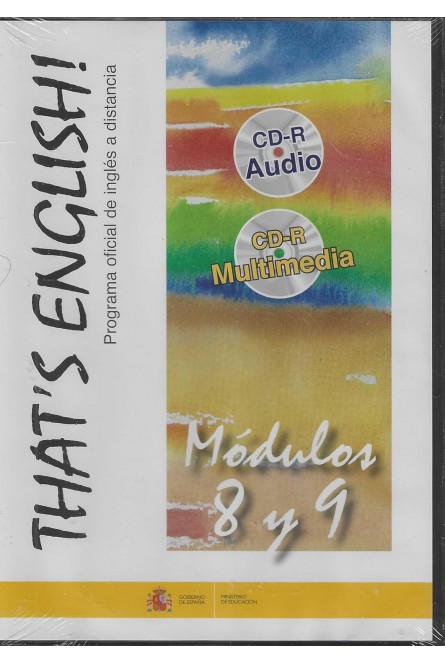 THAT'S ENGLISH!
Programa oficial de inglés a distancia
CD-R
Audio
CD-R
Multimedia
Módulos
8 y 9
GOBIERNO
DE ESPAÑA
MINISTERIO
DE EDUCACIÓN